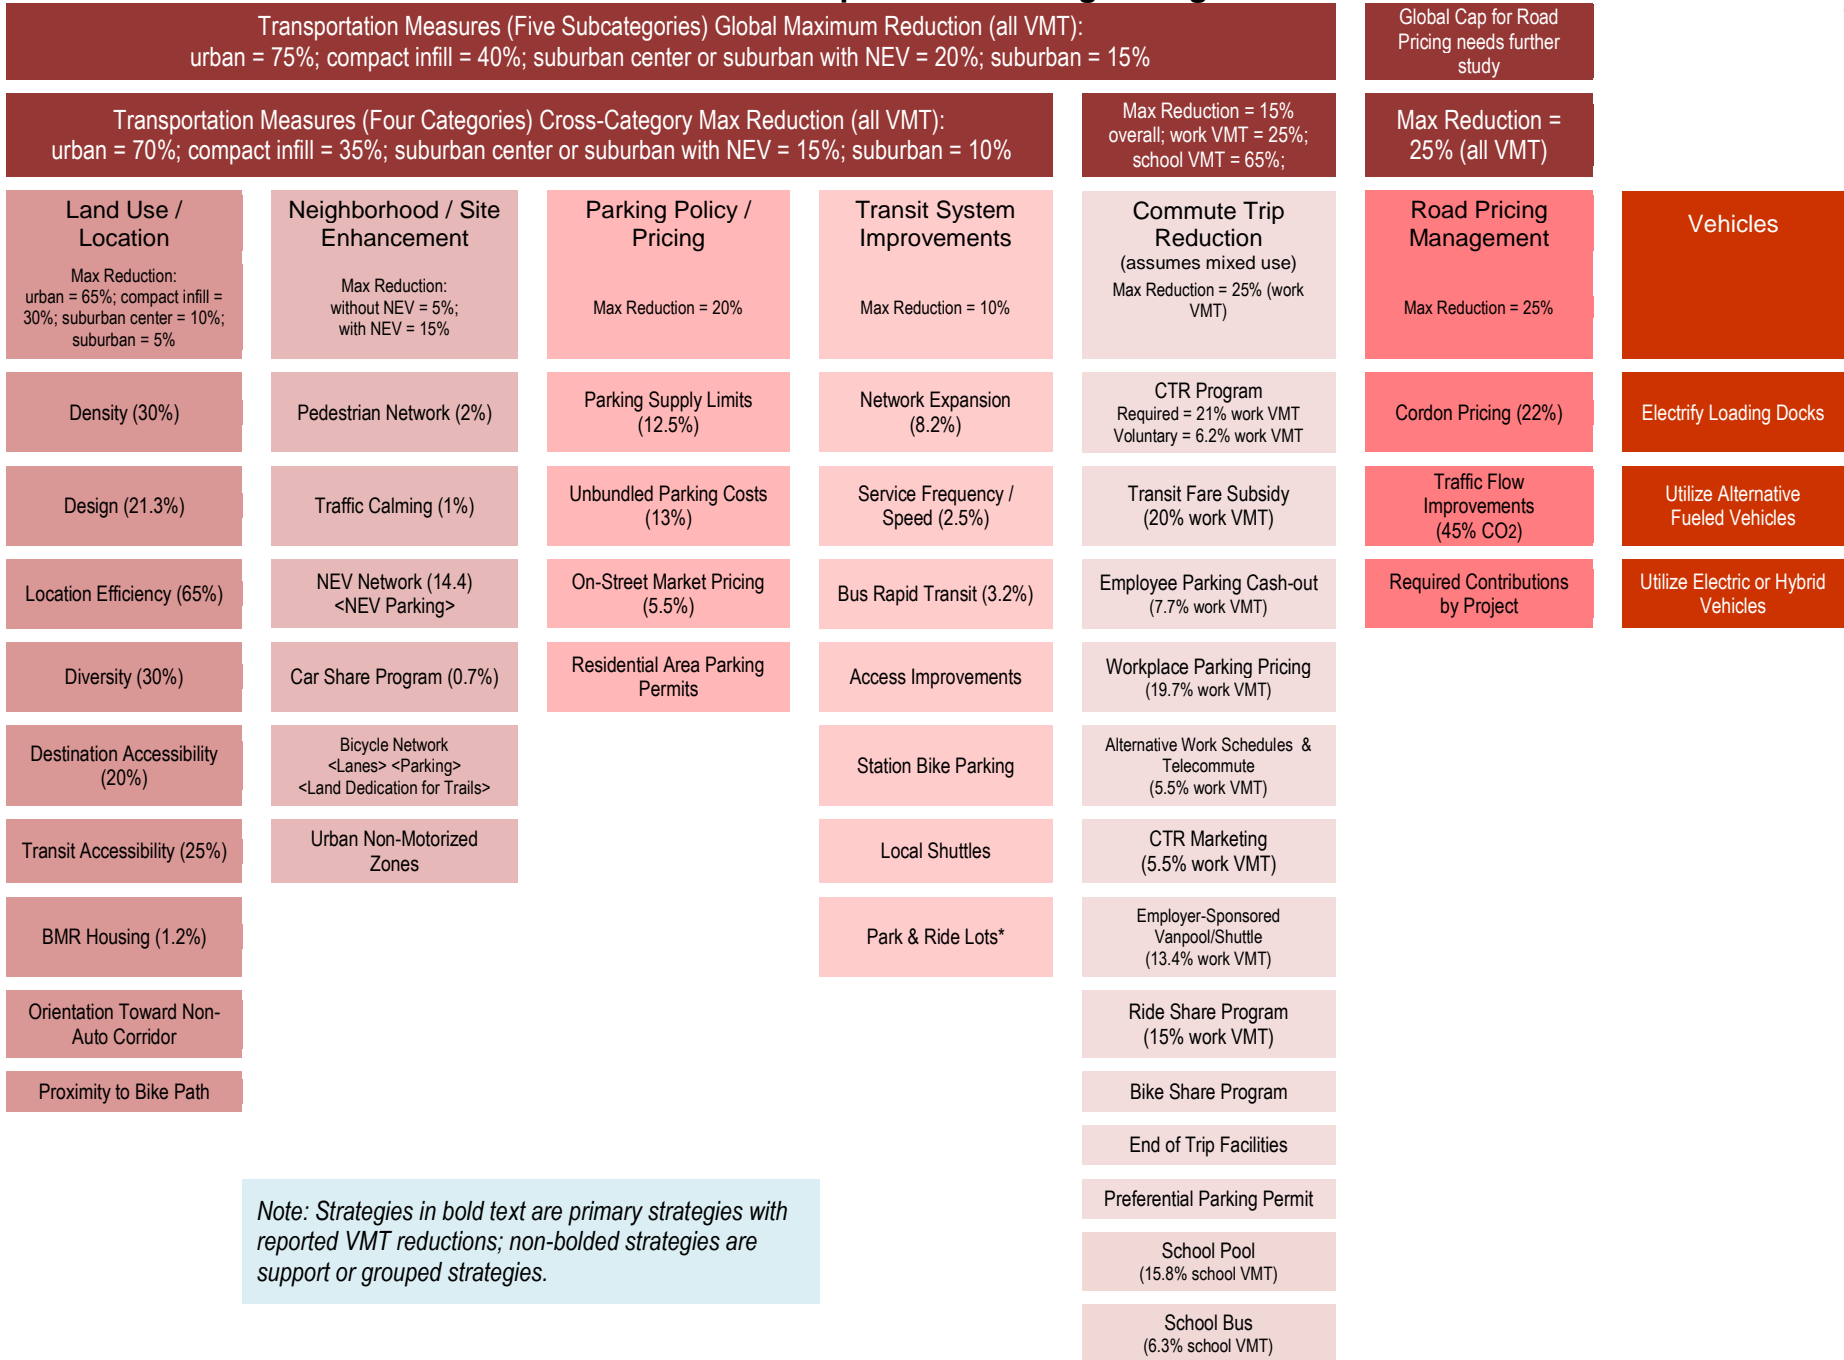 Transportation Measures (Five Subcategories) Global Maximum Reduction (all VMT):
urban = 75%; compact infill = 40%; suburban center or suburban with NEV = 20%; suburban = 15%
Global Cap for Road
Pricing needs further
study
Transportation Measures (Four Categories) Cross-Category Max Reduction (all VMT):
urban = 70%; compact infill = 35%; suburban center or suburban with NEV = 15%; suburban = 10%
Max Reduction = 15%
overall; work VMT = 25%;
school VMT = 65%;
Max Reduction =
25% (all VMT)
Land Use /
Location
Max Reduction:
urban = 65%; compact infill =
30%; suburban center = 10%;
suburban = 5%
Density (30%)
Design (21.3%)
Location Efficiency (65%)
Diversity (30%)
Destination Accessibility
(20%)
Transit Accessibility (25%)
BMR Housing (1.2%)
Orientation Toward Non-
Auto Corridor
Proximity to Bike Path
Neighborhood / Site
Enhancement
Max Reduction:
without NEV = 5%;
with NEV = 15%
Pedestrian Network (2%)
Traffic Calming (1%)
NEV Network (14.4)
<NEV Parking>
Car Share Program (0.7%)
Bicycle Network
<Lanes> <Parking>
<Land Dedication for Trails>
Urban Non-Motorized
Zones
Parking Policy /
Pricing
Max Reduction = 20%
Parking Supply Limits
(12.5%)
Unbundled Parking Costs
(13%)
On-Street Market Pricing
(5.5%)
Residential Area Parking
Permits
Transit System
Improvements
Max Reduction = 10%
Network Expansion
(8.2%)
Service Frequency /
Speed (2.5%)
Bus Rapid Transit (3.2%)
Access Improvements
Station Bike Parking
Local Shuttles
Park & Ride Lots*
Commute Trip
Reduction
(assumes mixed use)
Max Reduction = 25% (work
VMT)
CTR Program
Required = 21% work VMT
Voluntary = 6.2% work VMT
Transit Fare Subsidy
(20% work VMT)
Employee Parking Cash-out
(7.7% work VMT)
Workplace Parking Pricing
(19.7% work VMT)
Alternative Work Schedules &
Telecommute
(5.5% work VMT)
CTR Marketing
(5.5% work VMT)
Employer-Sponsored
Vanpool/Shuttle
(13.4% work VMT)
Ride Share Program
(15% work VMT)
Bike Share Program
End of Trip Facilities
Preferential Parking Permit
School Pool
(15.8% school VMT)
School Bus
(6.3% school VMT)
Road Pricing
Management
Max Reduction = 25%
Cordon Pricing (22%)
Traffic Flow
Improvements
(45% CO2)
Required Contributions
by Project
Vehicles
Electrify Loading Docks
Utilize Alternative
Fueled Vehicles
Utilize Electric or Hybrid
Vehicles
Note: Strategies in bold text are primary strategies with
reported VMT reductions; non-bolded strategies are
support or grouped strategies.